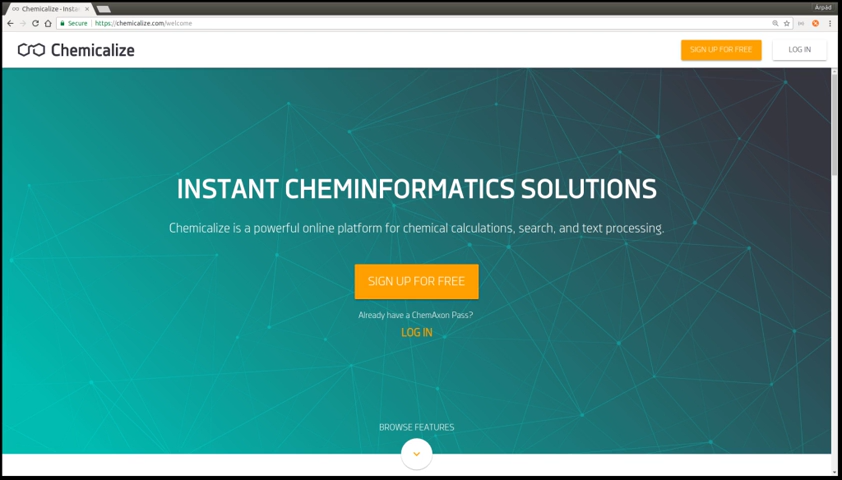 Chemicalize - Insta
Árpád
Secure
https://chemicalize.com/welcome
Chemicalize
SIGN UP FOR FREE
LOG IN
INSTANT CHEMINFORMATICS SOLUTIONS
Chemicalize is a powerful online platform for chemical calculations, search, and text processing.
SIGN UP FOR FREE
Already have a ChemAxon Pass?
LOG IN
BROWSE FEATURES